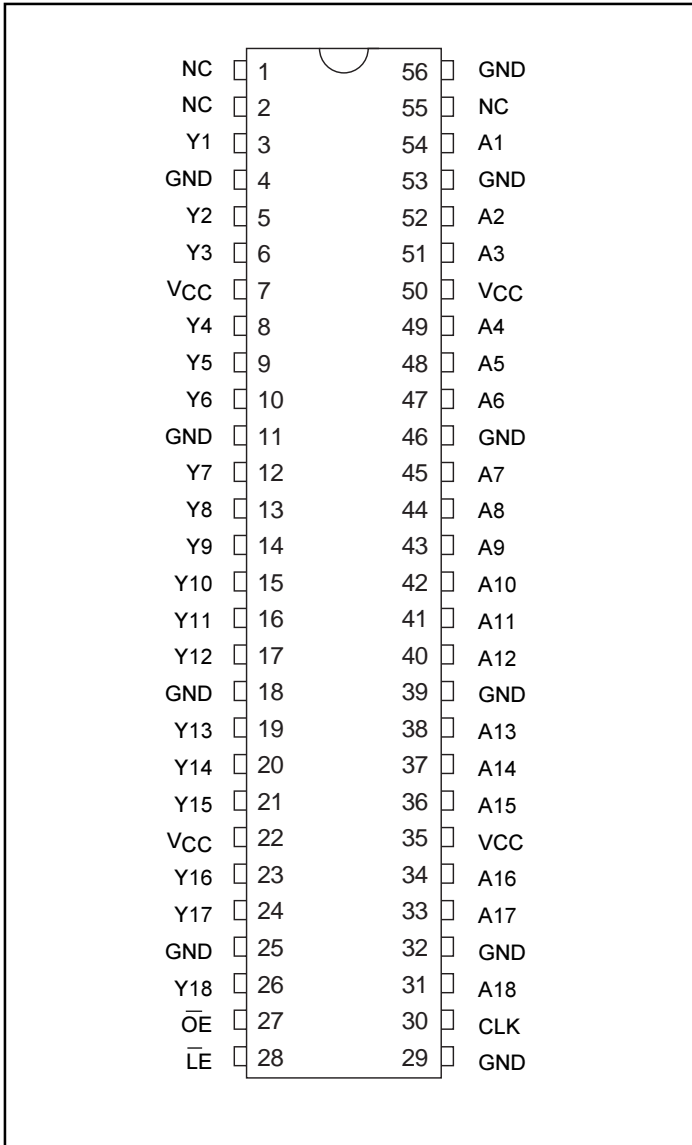 NC 1 56 GND
NC 2 55 NC
Y1 3 54 A1
GND 4 53 GND
Y2 5 52 A2
Y3 6 51 A3
VCC 7 50 VCC
Y4 8 49 A4
Y5 9 48 A5
Y6 10 47 A6
GND 11 46 GND
Y7 12 45 A7
Y8 13 44 A8
Y9 14 43 A9
Y10 15 42 A10
Y11 16 41 A11
Y12 17 40 A12
GND 18 39 GND
Y13 19 38 A13
Y14 20 37 A14
Y15 21 36 A15
VCC 22 35 VCC
Y16 23 34 A16
Y17 24 33 A17
GND 25 32 GND
Y18 26 31 A18
O̅E̅ 27 30 CLK
L̅E̅ 28 29 GND